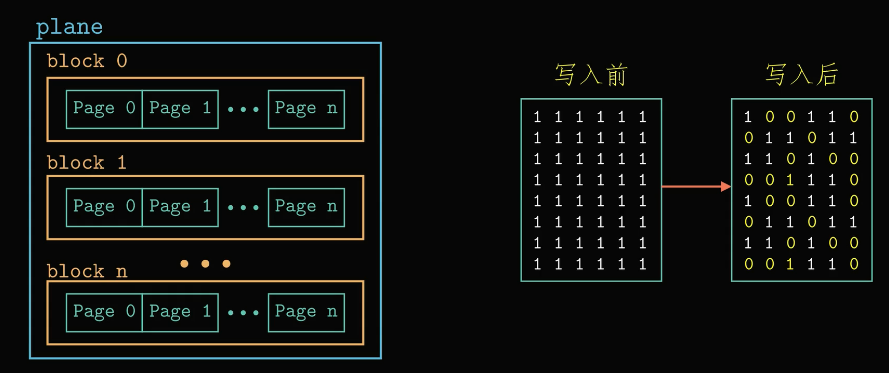 plane
block 0
Page 0 Page 1 ••• Page n
block 1
Page 0 Page 1 ••• Page n
•••
block n
Page 0 Page 1 ••• Page n
写入前
1 1 1 1 1 1
1 1 1 1 1 1
1 1 1 1 1 1
1 1 1 1 1 1
1 1 1 1 1 1
1 1 1 1 1 1
1 1 1 1 1 1
1 1 1 1 1 1
写入后
1 0 0 1 1 0
0 1 1 0 1 1
1 1 0 1 0 0
0 0 1 1 1 0
1 0 0 1 1 0
0 1 1 0 1 1
1 1 0 1 0 0
0 0 1 1 1 0